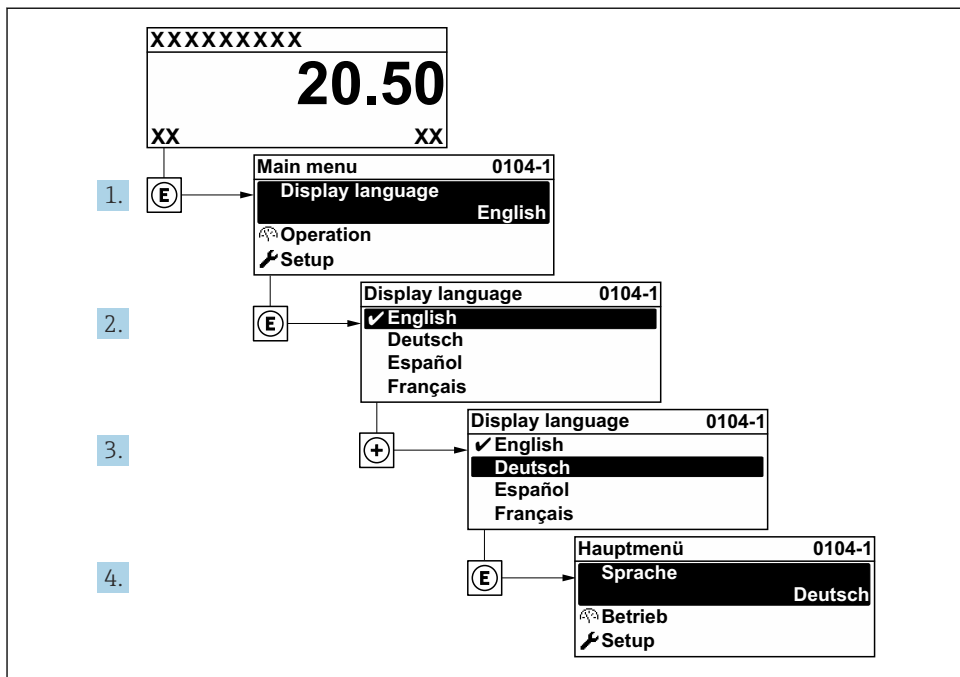 XXXXXXXXX
20.50
XX XX
1. E
Main menu 0104-1
Display language
English
Operation
Setup
2. E
Display language 0104-1
✔English
Deutsch
Español
Français
3. +
Display language 0104-1
✔English
Deutsch
Español
Français
4. E
Hauptmenü 0104-1
Sprache
Deutsch
Betrieb
Setup